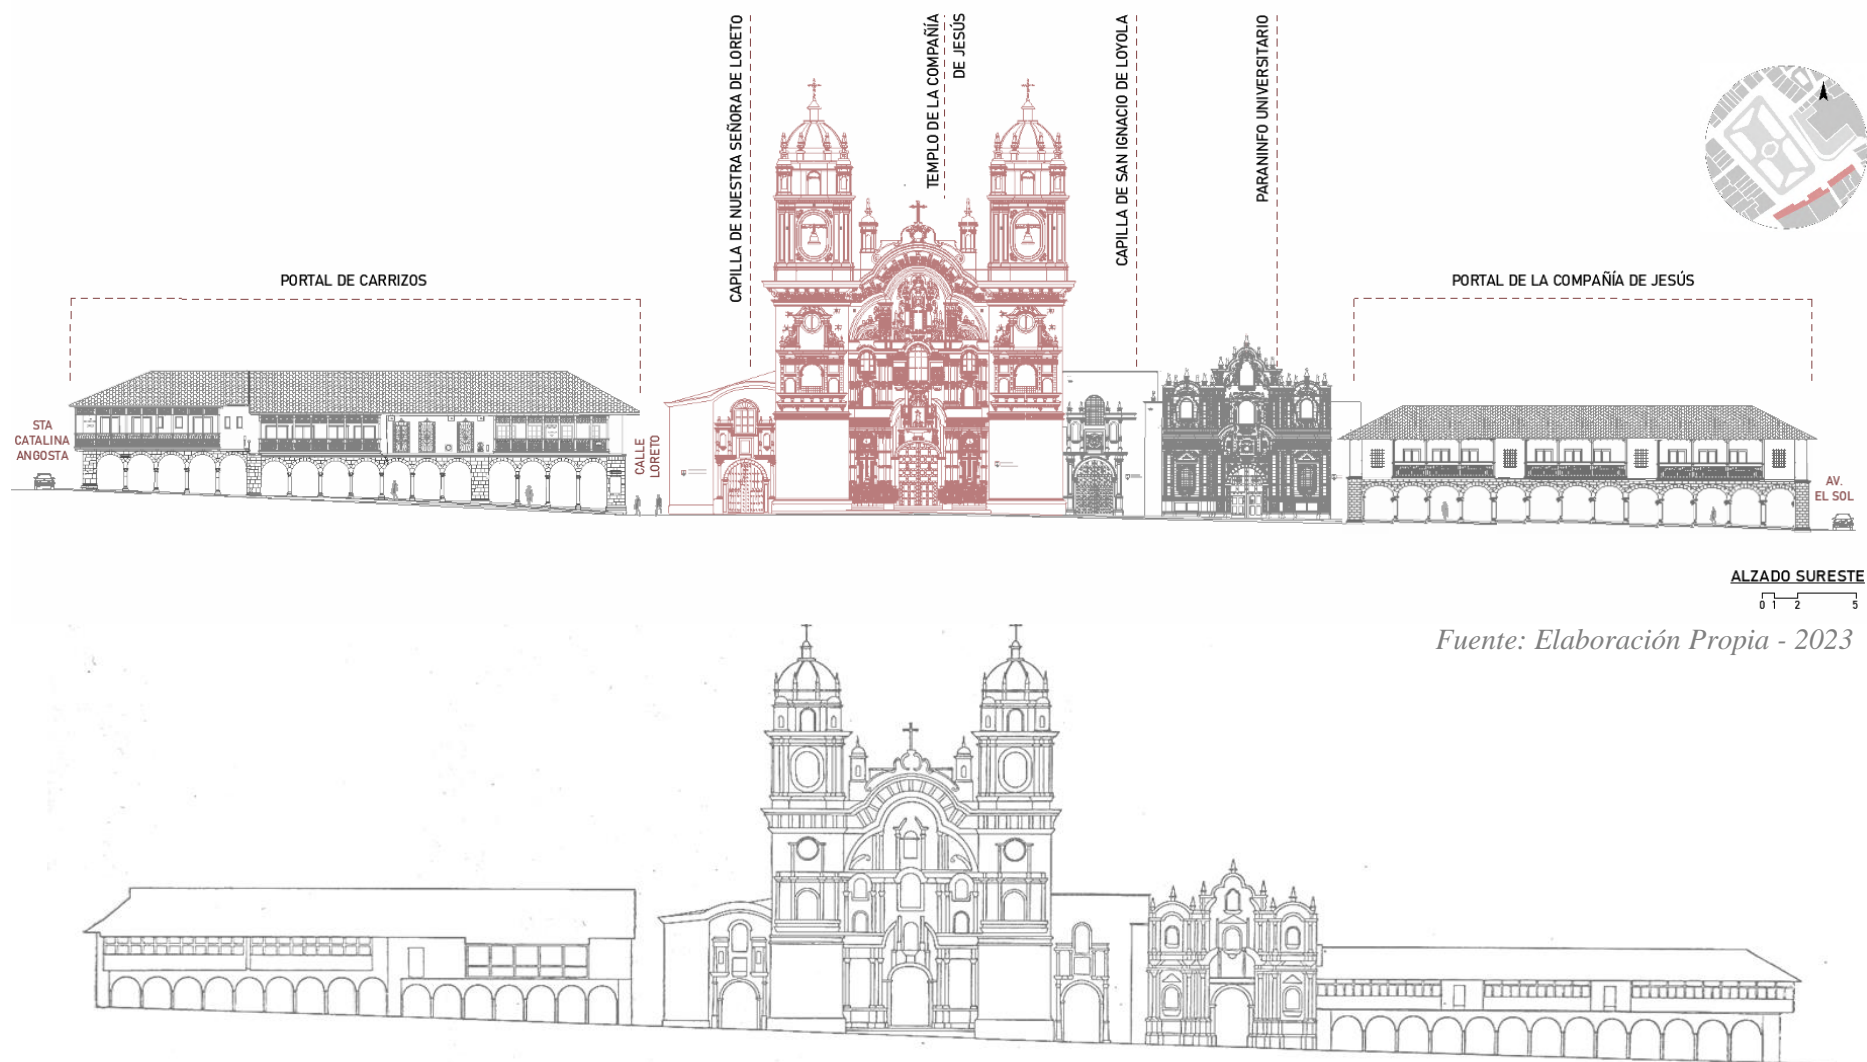 CAPILLA DE NUESTRA SEÑORA DE LORETO
TEMPLO DE LA COMPAÑÍA
DE JESÚS
CAPILLA DE SAN IGNACIO DE LOYOLA
PARANINFO UNIVERSITARIO
PORTAL DE CARRIZOS
PORTAL DE LA COMPAÑÍA DE JESÚS
STA
CATALINA
ANGOSTA
CALLE
LORETO
AV.
EL SOL
ALZADO SURESTE
0 1 2 5
Fuente: Elaboración Propia - 2023